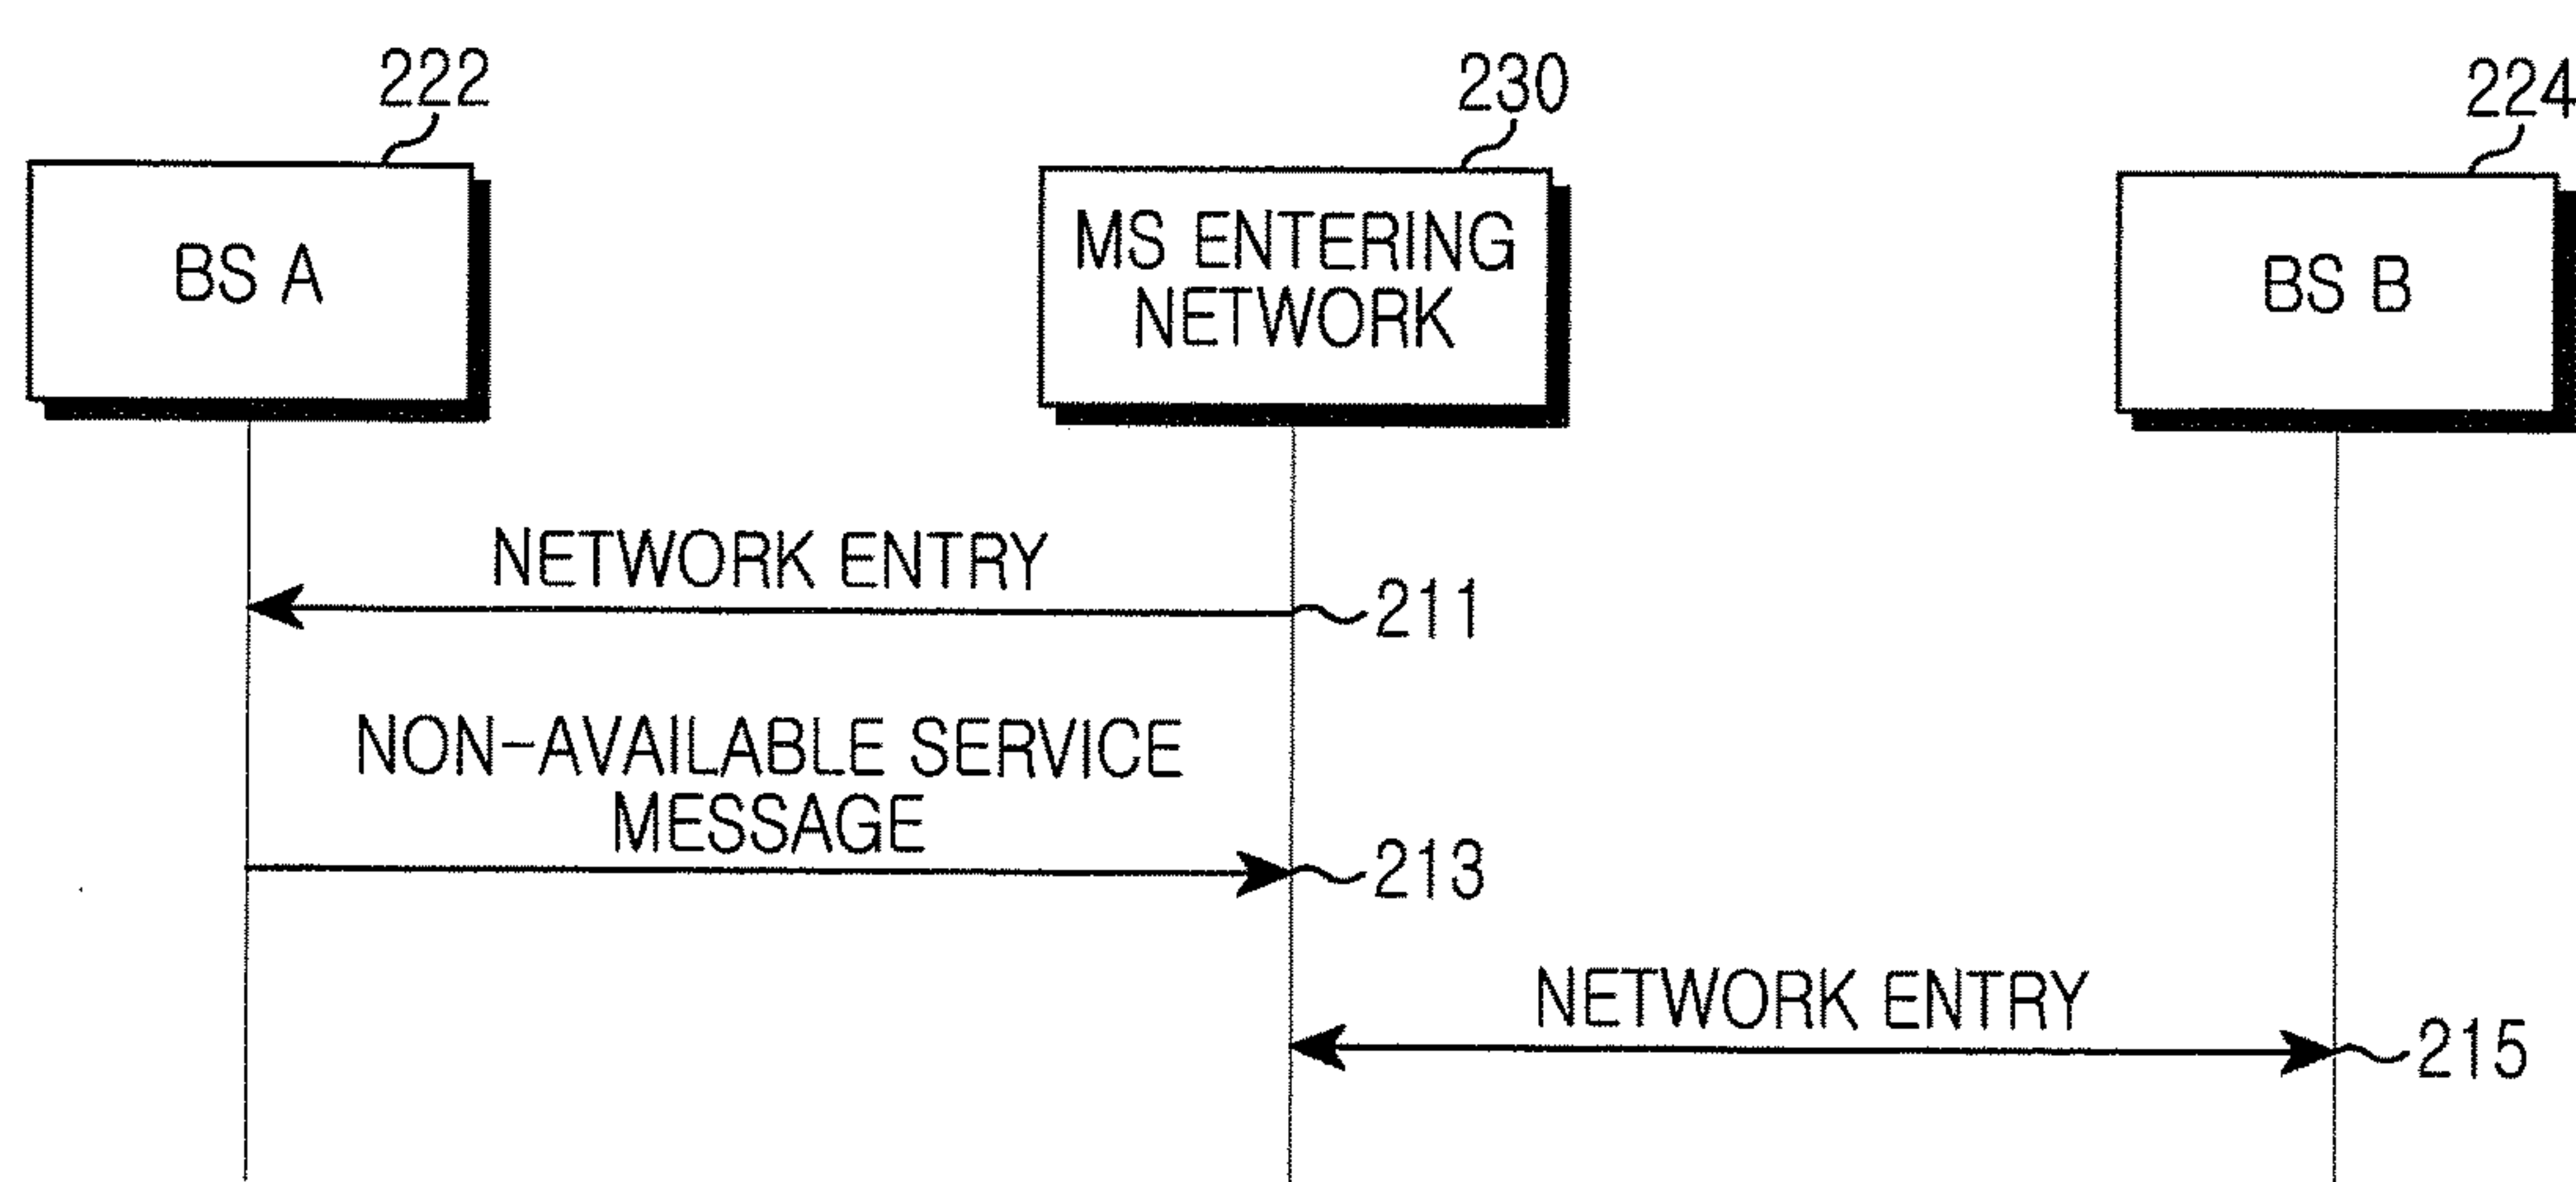 222
230
224
BS A
MS ENTERING
NETWORK
BS B
NETWORK ENTRY
211
NON-AVAILABLE SERVICE
MESSAGE
213
NETWORK ENTRY
215